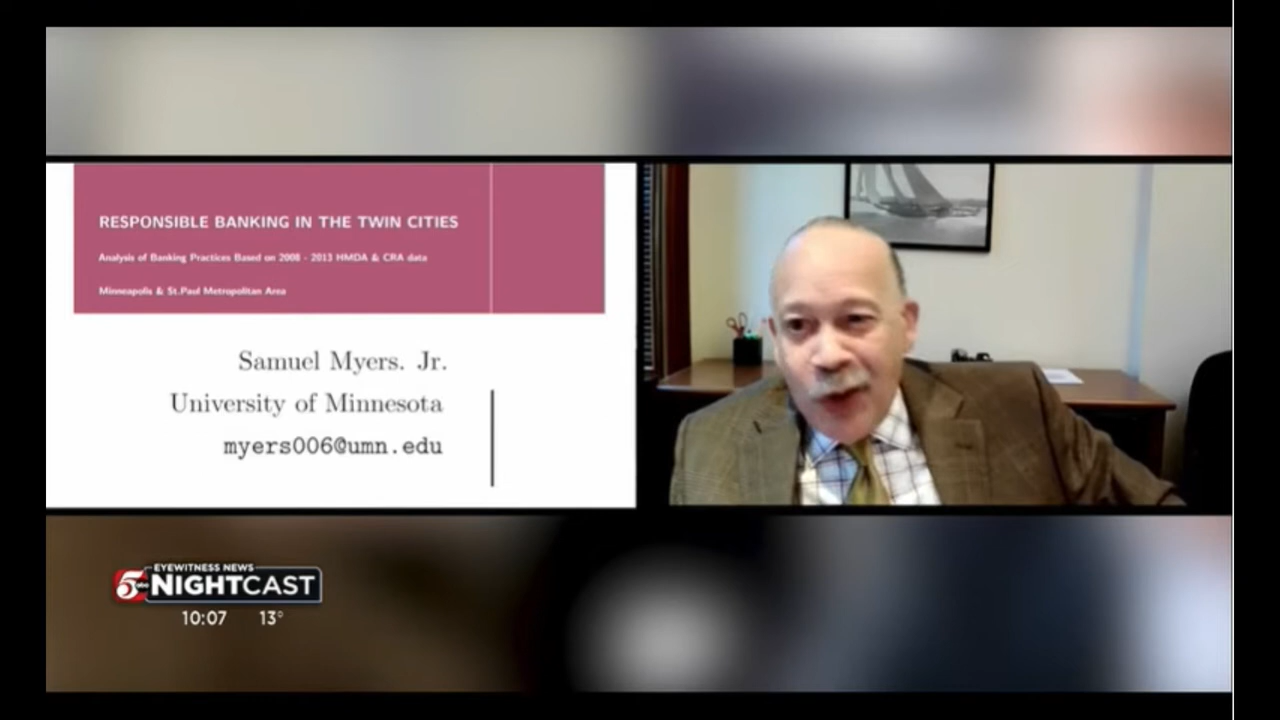 RESPONSIBLE BANKING IN THE TWIN CITIES
Analysis of Banking Practices Based on 2008 - 2013 HMDA & CRA data
Minneapolis & St.Paul Metropolitan Area
Samuel Myers. Jr.
University of Minnesota
myers006@umn.edu
EYEWITNESS NEWS
5 abc NIGHTCAST
10:07 13°